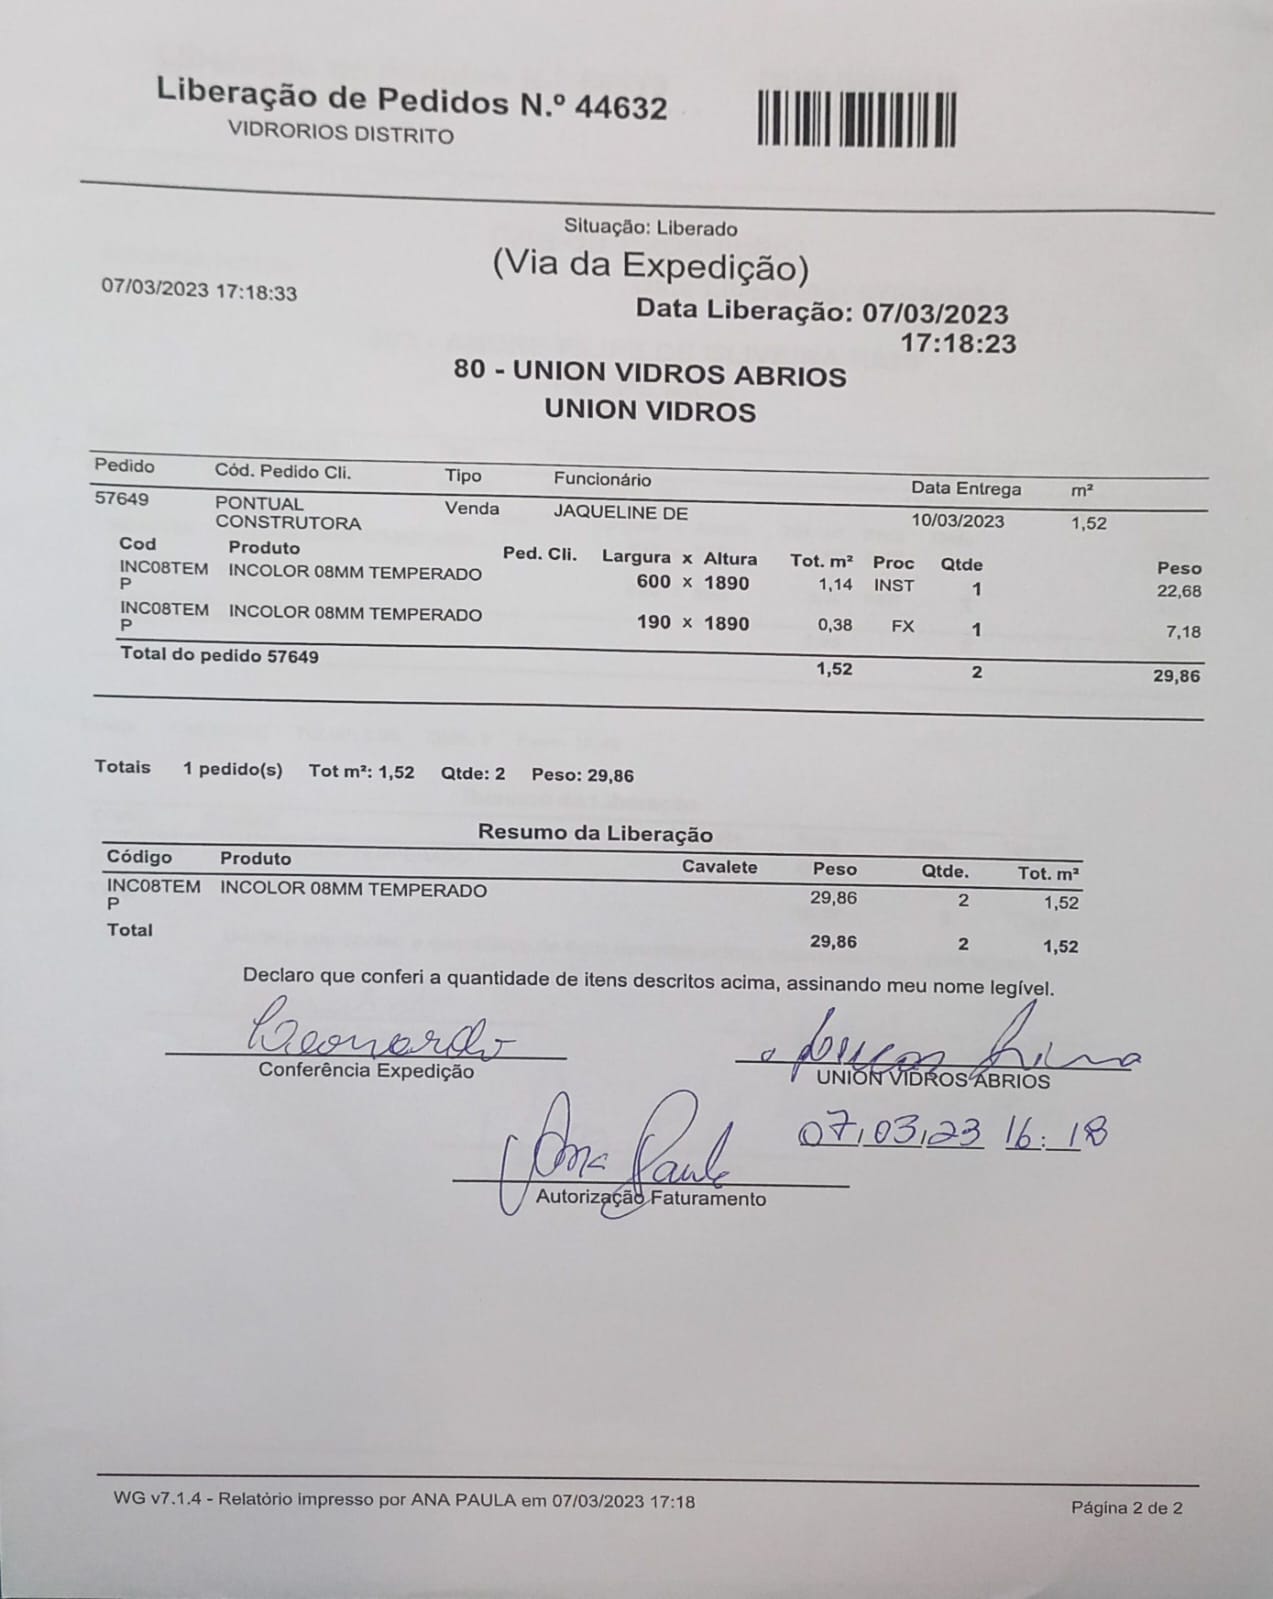 Liberação de Pedidos N.º 44632
VIDRORIOS DISTRITO
Situação: Liberado
(Via da Expedição)
07/03/2023 17:18:33
Data Liberação: 07/03/2023
17:18:23
80 - UNION VIDROS ABRIOS
UNION VIDROS
Pedido Cód. Pedido Cli. Tipo Funcionário Data Entrega m²
57649 PONTUAL CONSTRUTORA Venda JAQUELINE DE 10/03/2023 1,52
Cod Produto Ped. Cli. Largura x Altura Tot. m² Proc Qtde Peso
INC08TEM INCOLOR 08MM TEMPERADO 600 x 1890 1,14 INST 1 22,68
P
INC08TEM INCOLOR 08MM TEMPERADO 190 x 1890 0,38 FX 1 7,18
P
Total do pedido 57649 1,52 2 29,86
Totais 1 pedido(s) Tot m²: 1,52 Qtde: 2 Peso: 29,86
Resumo da Liberação
Código Produto Cavalete Peso Qtde. Tot. m²
INC08TEM INCOLOR 08MM TEMPERADO 29,86 2 1,52
P
Total 29,86 2 1,52
Declaro que conferi a quantidade de itens descritos acima, assinando meu nome legível.
Leonardo
Conferência Expedição
UNION VIDROS ABRIOS
07/03/23 16:18
Ana Paula
Autorização Faturamento
WG v7.1.4 - Relatório impresso por ANA PAULA em 07/03/2023 17:18
Página 2 de 2